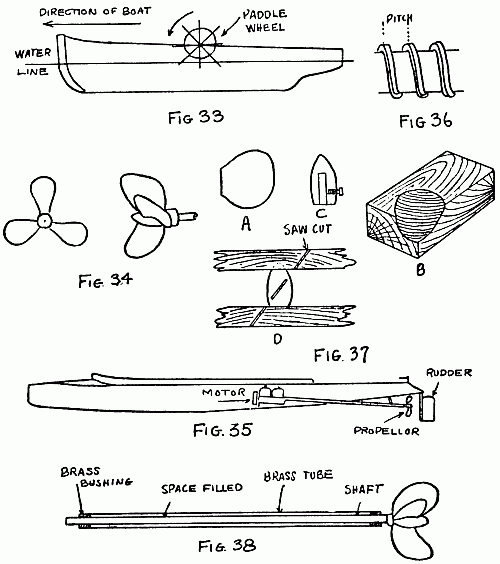 DIRECTION OF BOAT
PADDLE
WHEEL
WATER
LINE
FIG 33
PITCH
FIG 36
FIG. 34
A
C
B
SAW CUT
D
FIG. 37
MOTOR
RUDDER
PROPELLOR
FIG. 35
BRASS
BUSHING
SPACE FILLED
BRASS TUBE
SHAFT
FIG. 38